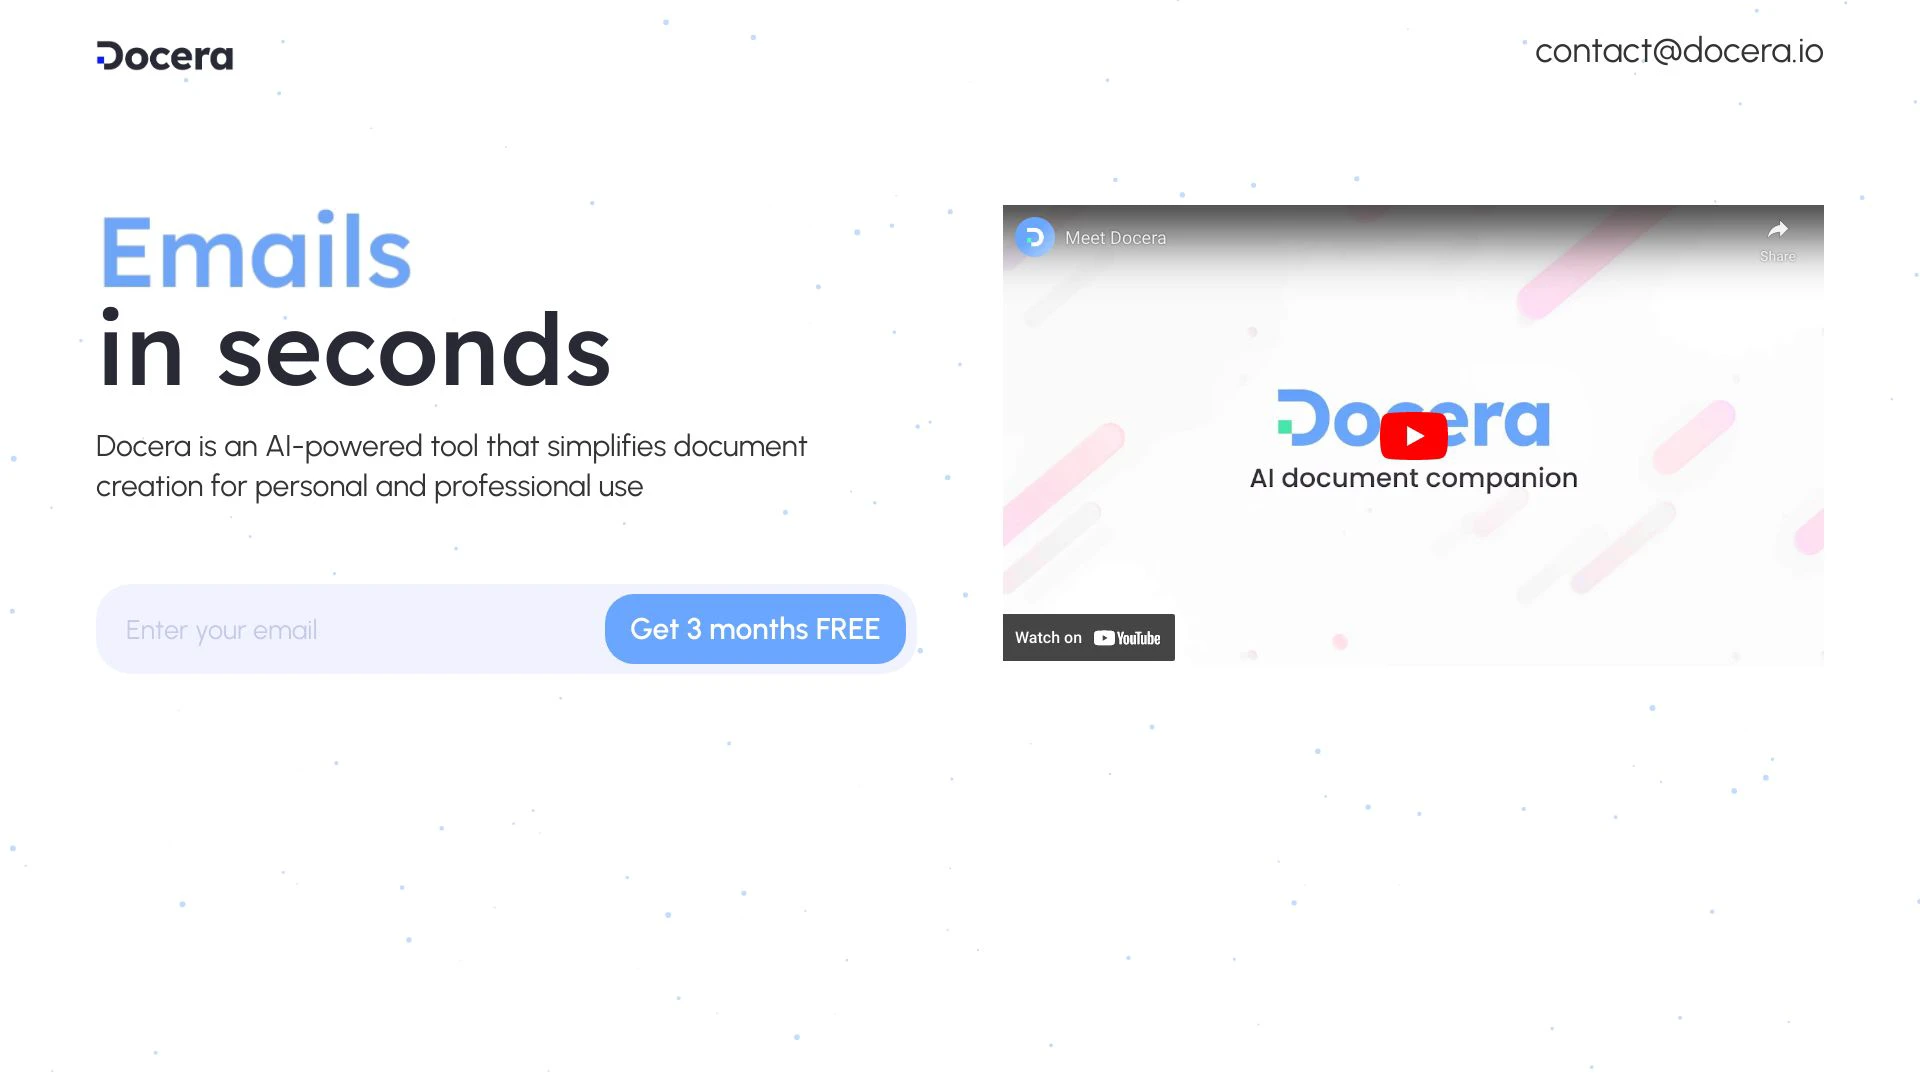 Docera
contact@docera.io
Emails
in seconds
Docera is an AI-powered tool that simplifies document
creation for personal and professional use
Enter your email
Get 3 months FREE
Meet Docera
Share
Docera
AI document companion
Watch on YouTube